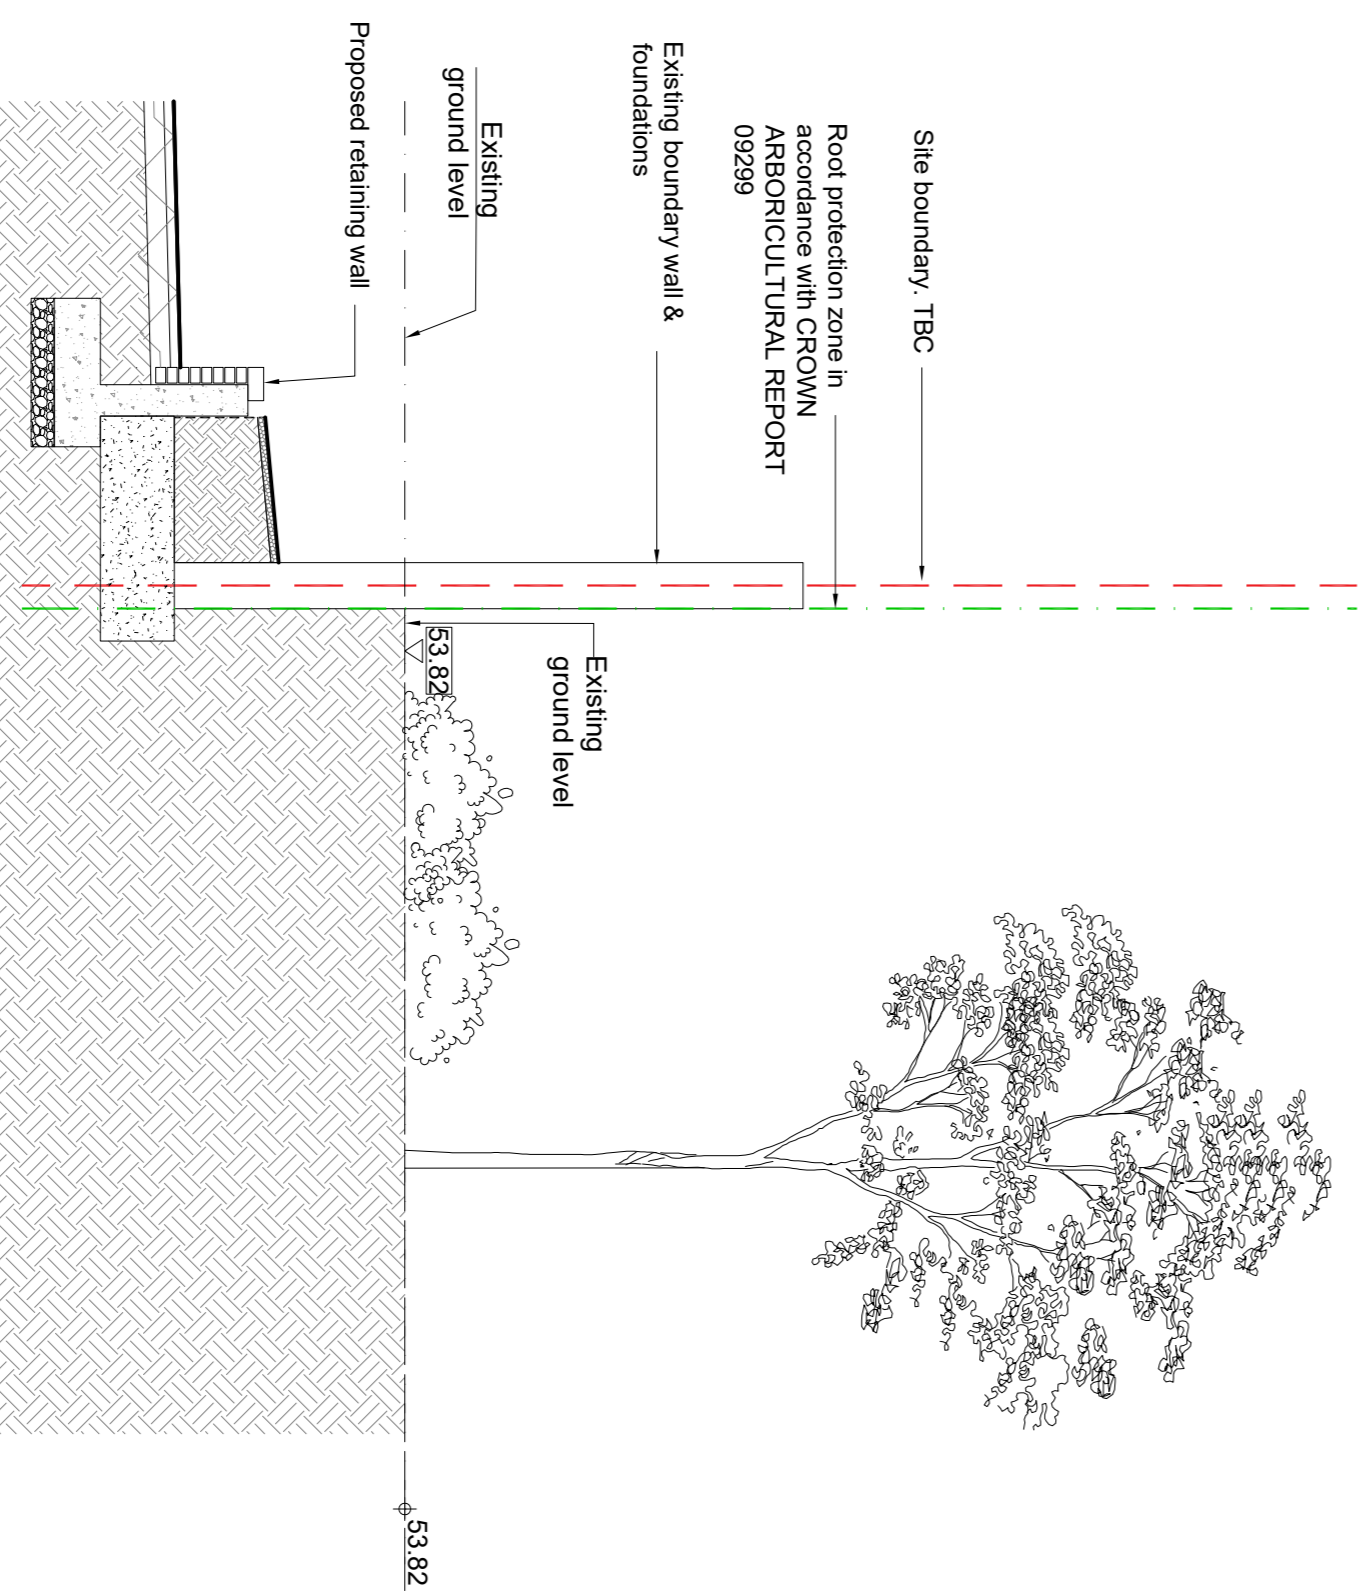 Site boundary. TBC
Root protection zone in
accordance with CROWN
ARBORICULTURAL REPORT
09299
Existing boundary wall &
foundations
Existing
ground level
Proposed retaining wall
Existing
ground level
53.82
53.82